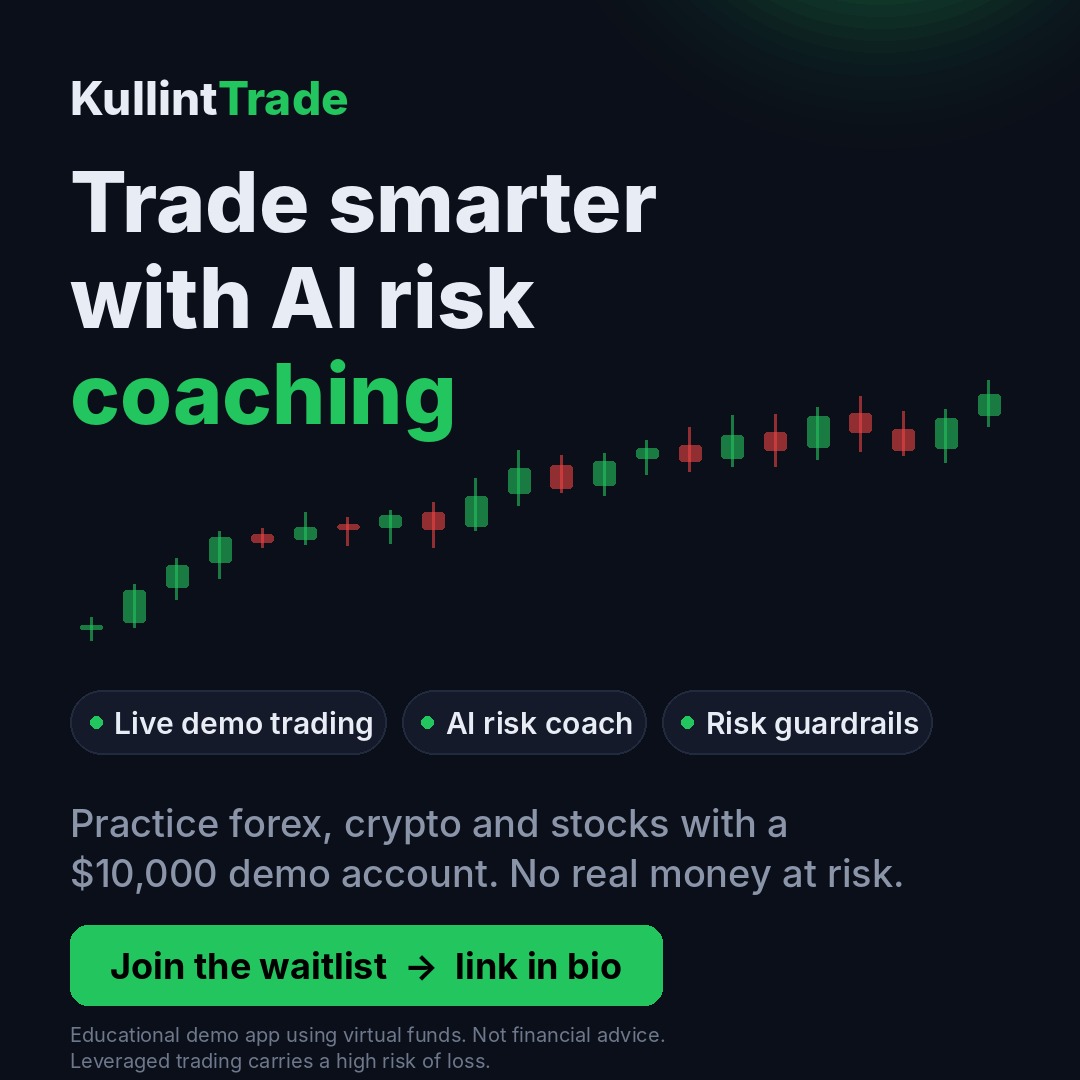 KullintTrade
Trade smarter
with AI risk
coaching
Live demo trading
AI risk coach
Risk guardrails
Practice forex, crypto and stocks with a
$10,000 demo account. No real money at risk.
Join the waitlist → link in bio
Educational demo app using virtual funds. Not financial advice.
Leveraged trading carries a high risk of loss.